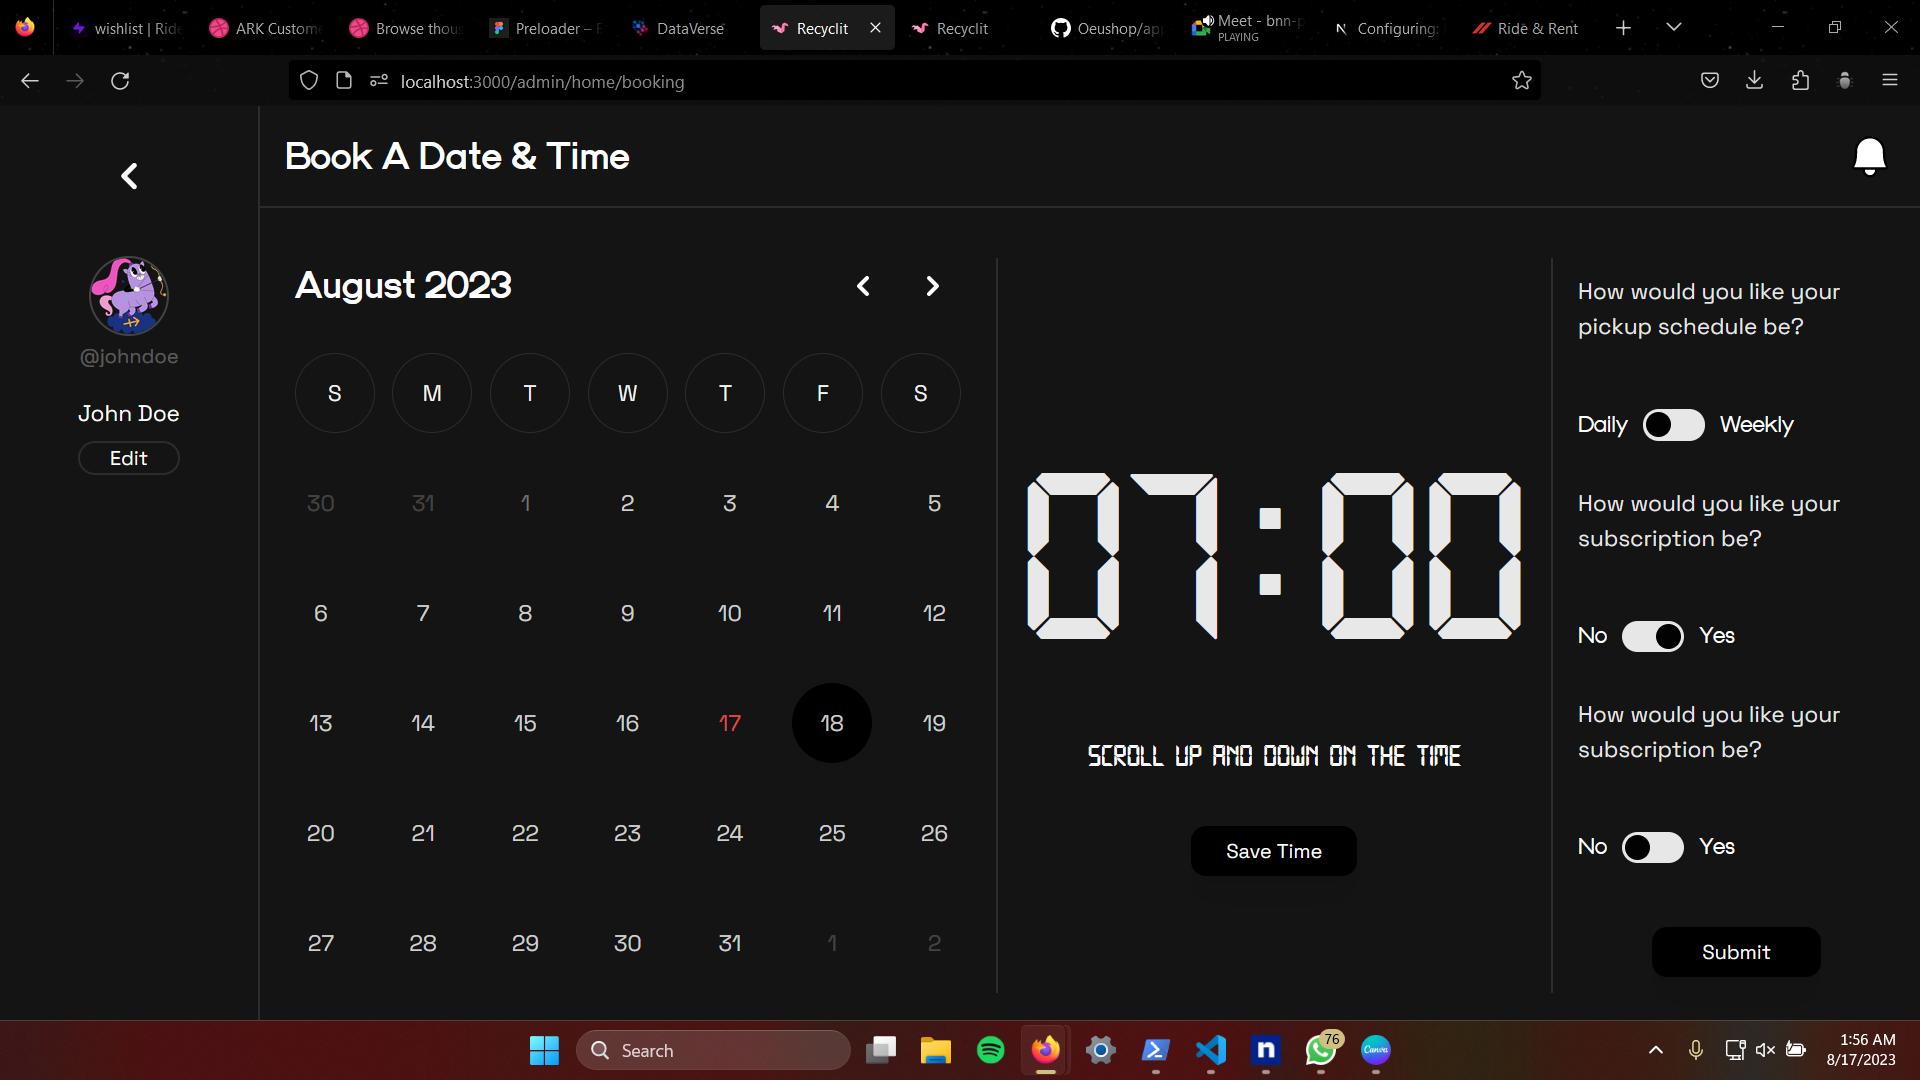 wishlist | Ride
ARK Custome
Browse thous
Preloader –
DataVerse
Recyclit
Recyclit
Oeushop/app
Meet - bnn-p
PLAYING
Configuring:
Ride & Rent
localhost:3000/admin/home/booking
Book A Date & Time
@johndoe
John Doe
Edit
August 2023
S M T W T F S
30 31 1 2 3 4 5
6 7 8 9 10 11 12
13 14 15 16 17 18 19
20 21 22 23 24 25 26
27 28 29 30 31 1 2
07:00
SCROLL UP AND DOWN ON THE TIME
Save Time
How would you like your
pickup schedule be?
Daily Weekly
How would you like your
subscription be?
No Yes
How would you like your
subscription be?
No Yes
Submit
Search
76
Canva
1:56 AM
8/17/2023